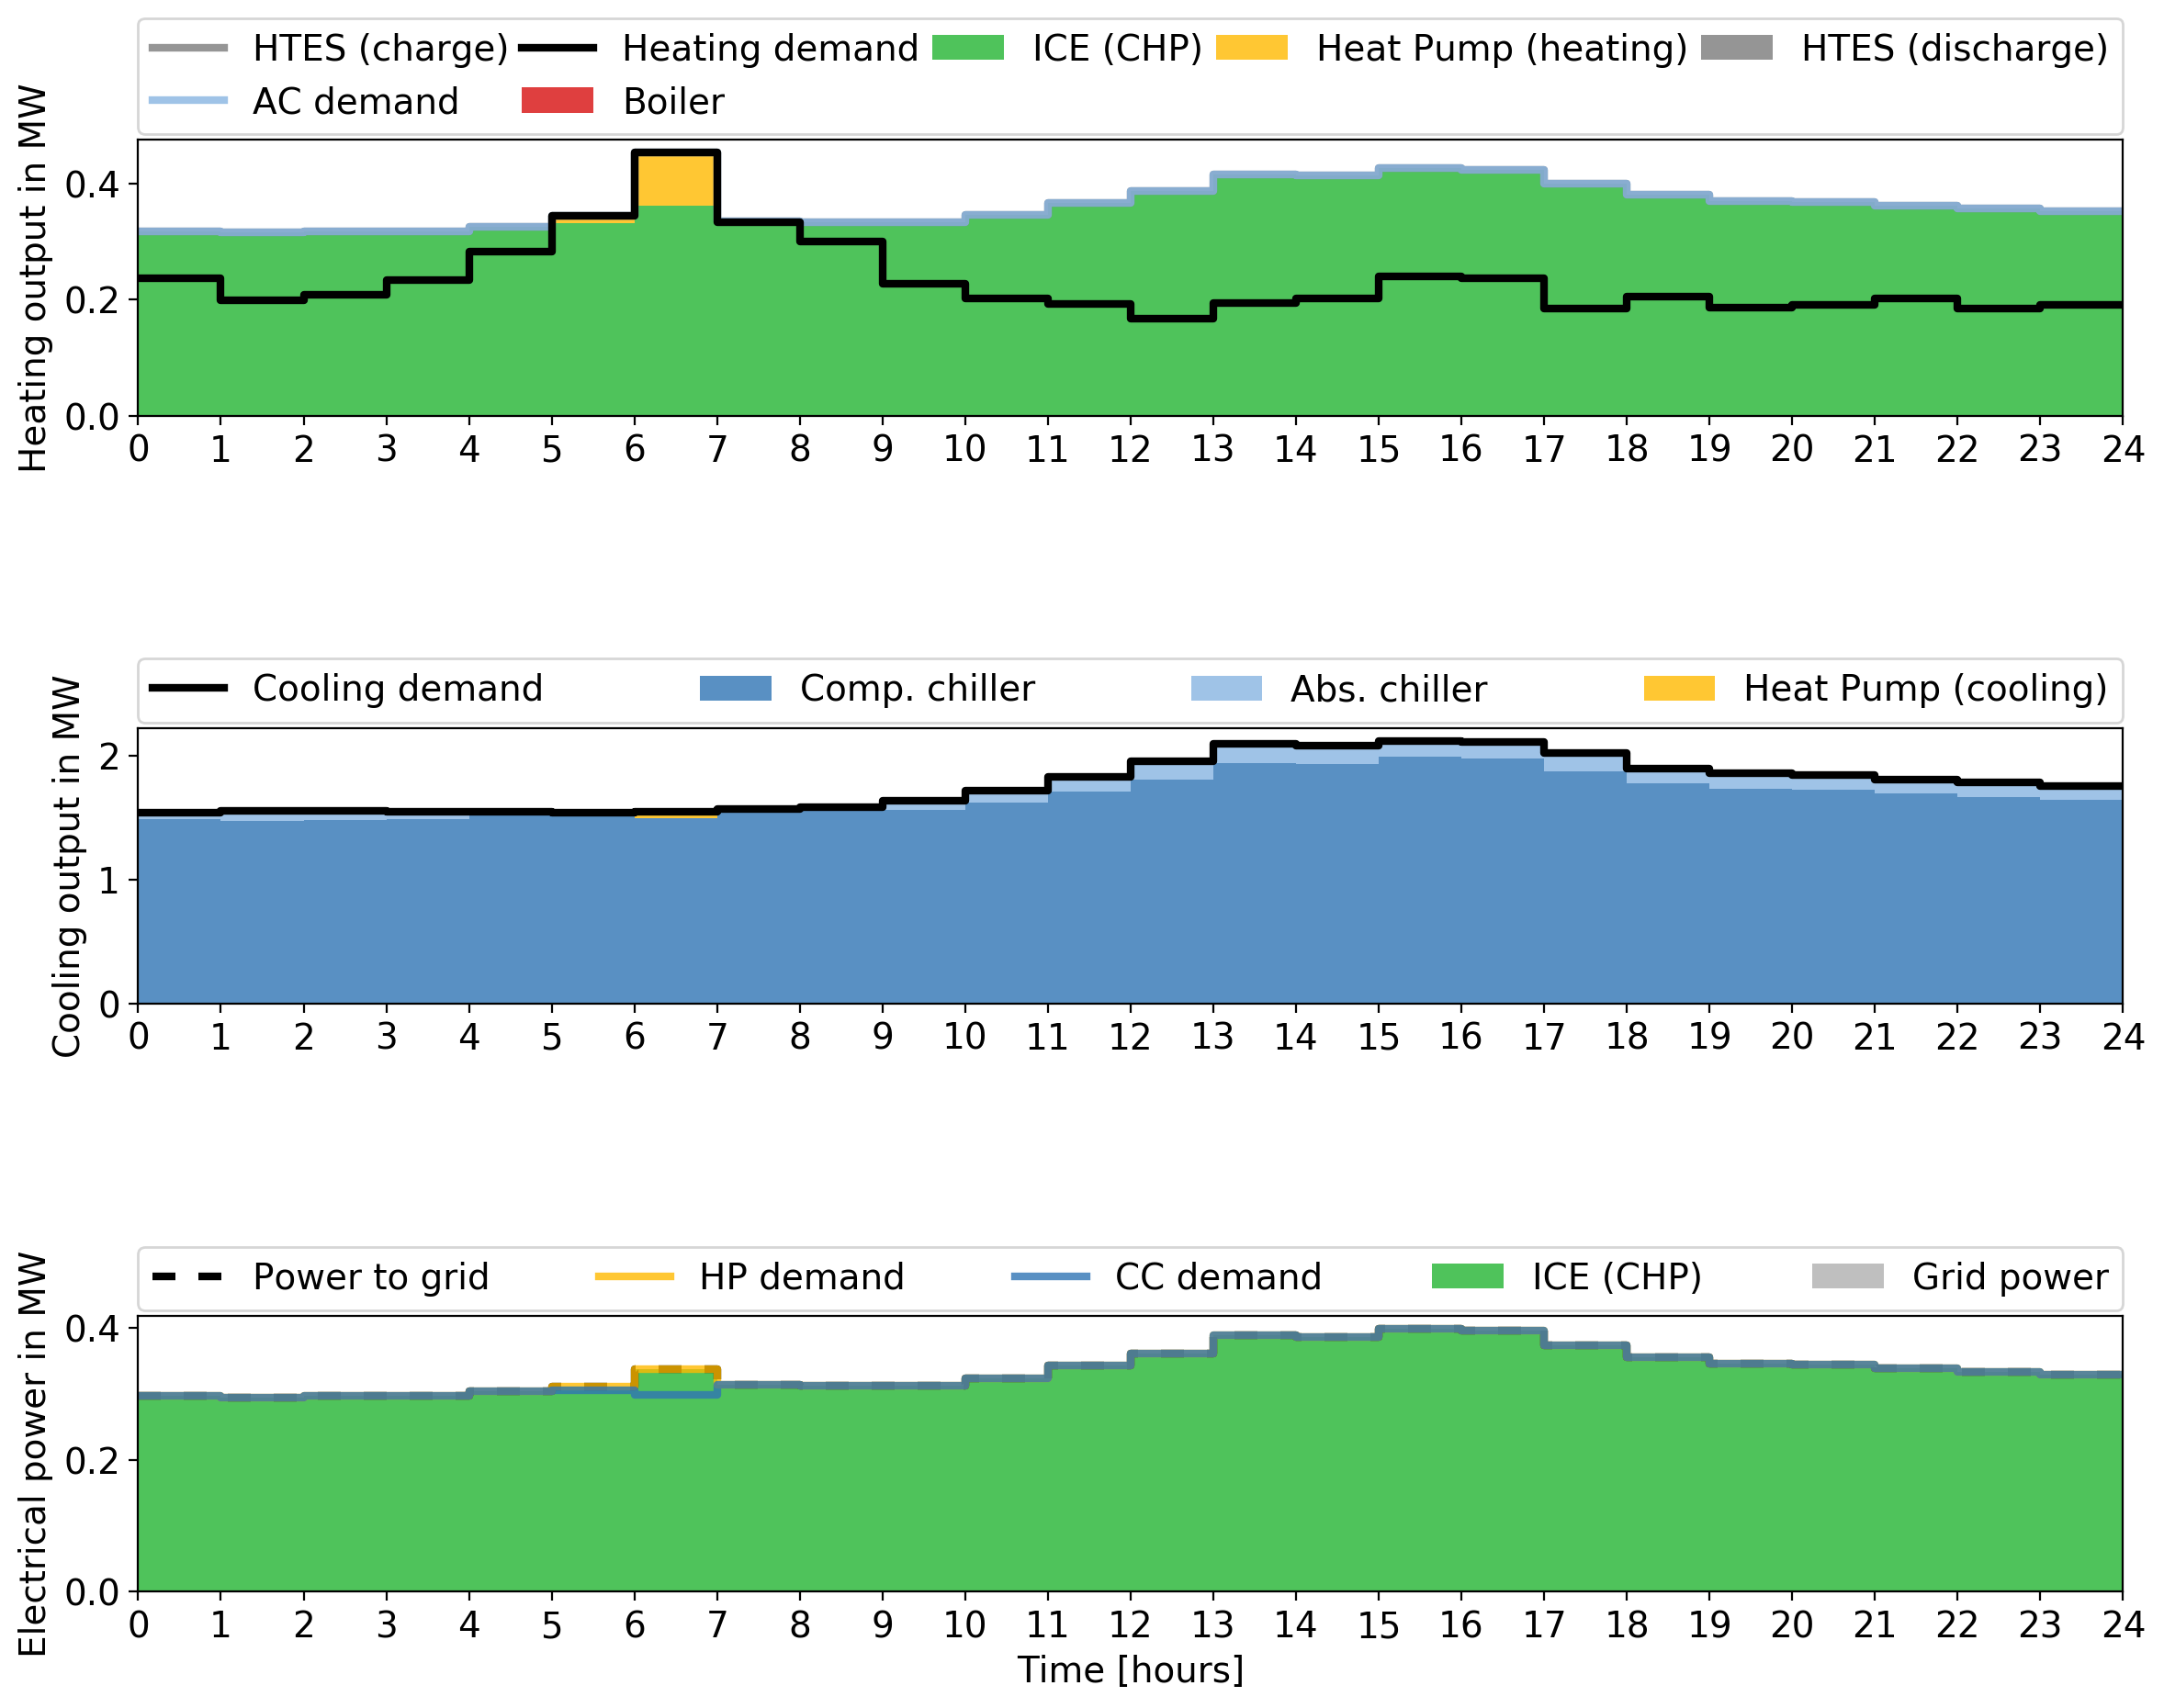 HTES (charge) Heating demand ICE (CHP) Heat Pump (heating) HTES (discharge)
AC demand Boiler
Heating output in MW
0.4
0.2
0.0
0 1 2 3 4 5 6 7 8 9 10 11 12 13 14 15 16 17 18 19 20 21 22 23 24
Cooling demand Comp. chiller Abs. chiller Heat Pump (cooling)
Cooling output in MW
2
1
0
0 1 2 3 4 5 6 7 8 9 10 11 12 13 14 15 16 17 18 19 20 21 22 23 24
Power to grid HP demand CC demand ICE (CHP) Grid power
Electrical power in MW
0.4
0.2
0.0
0 1 2 3 4 5 6 7 8 9 10 11 12 13 14 15 16 17 18 19 20 21 22 23 24
Time [hours]